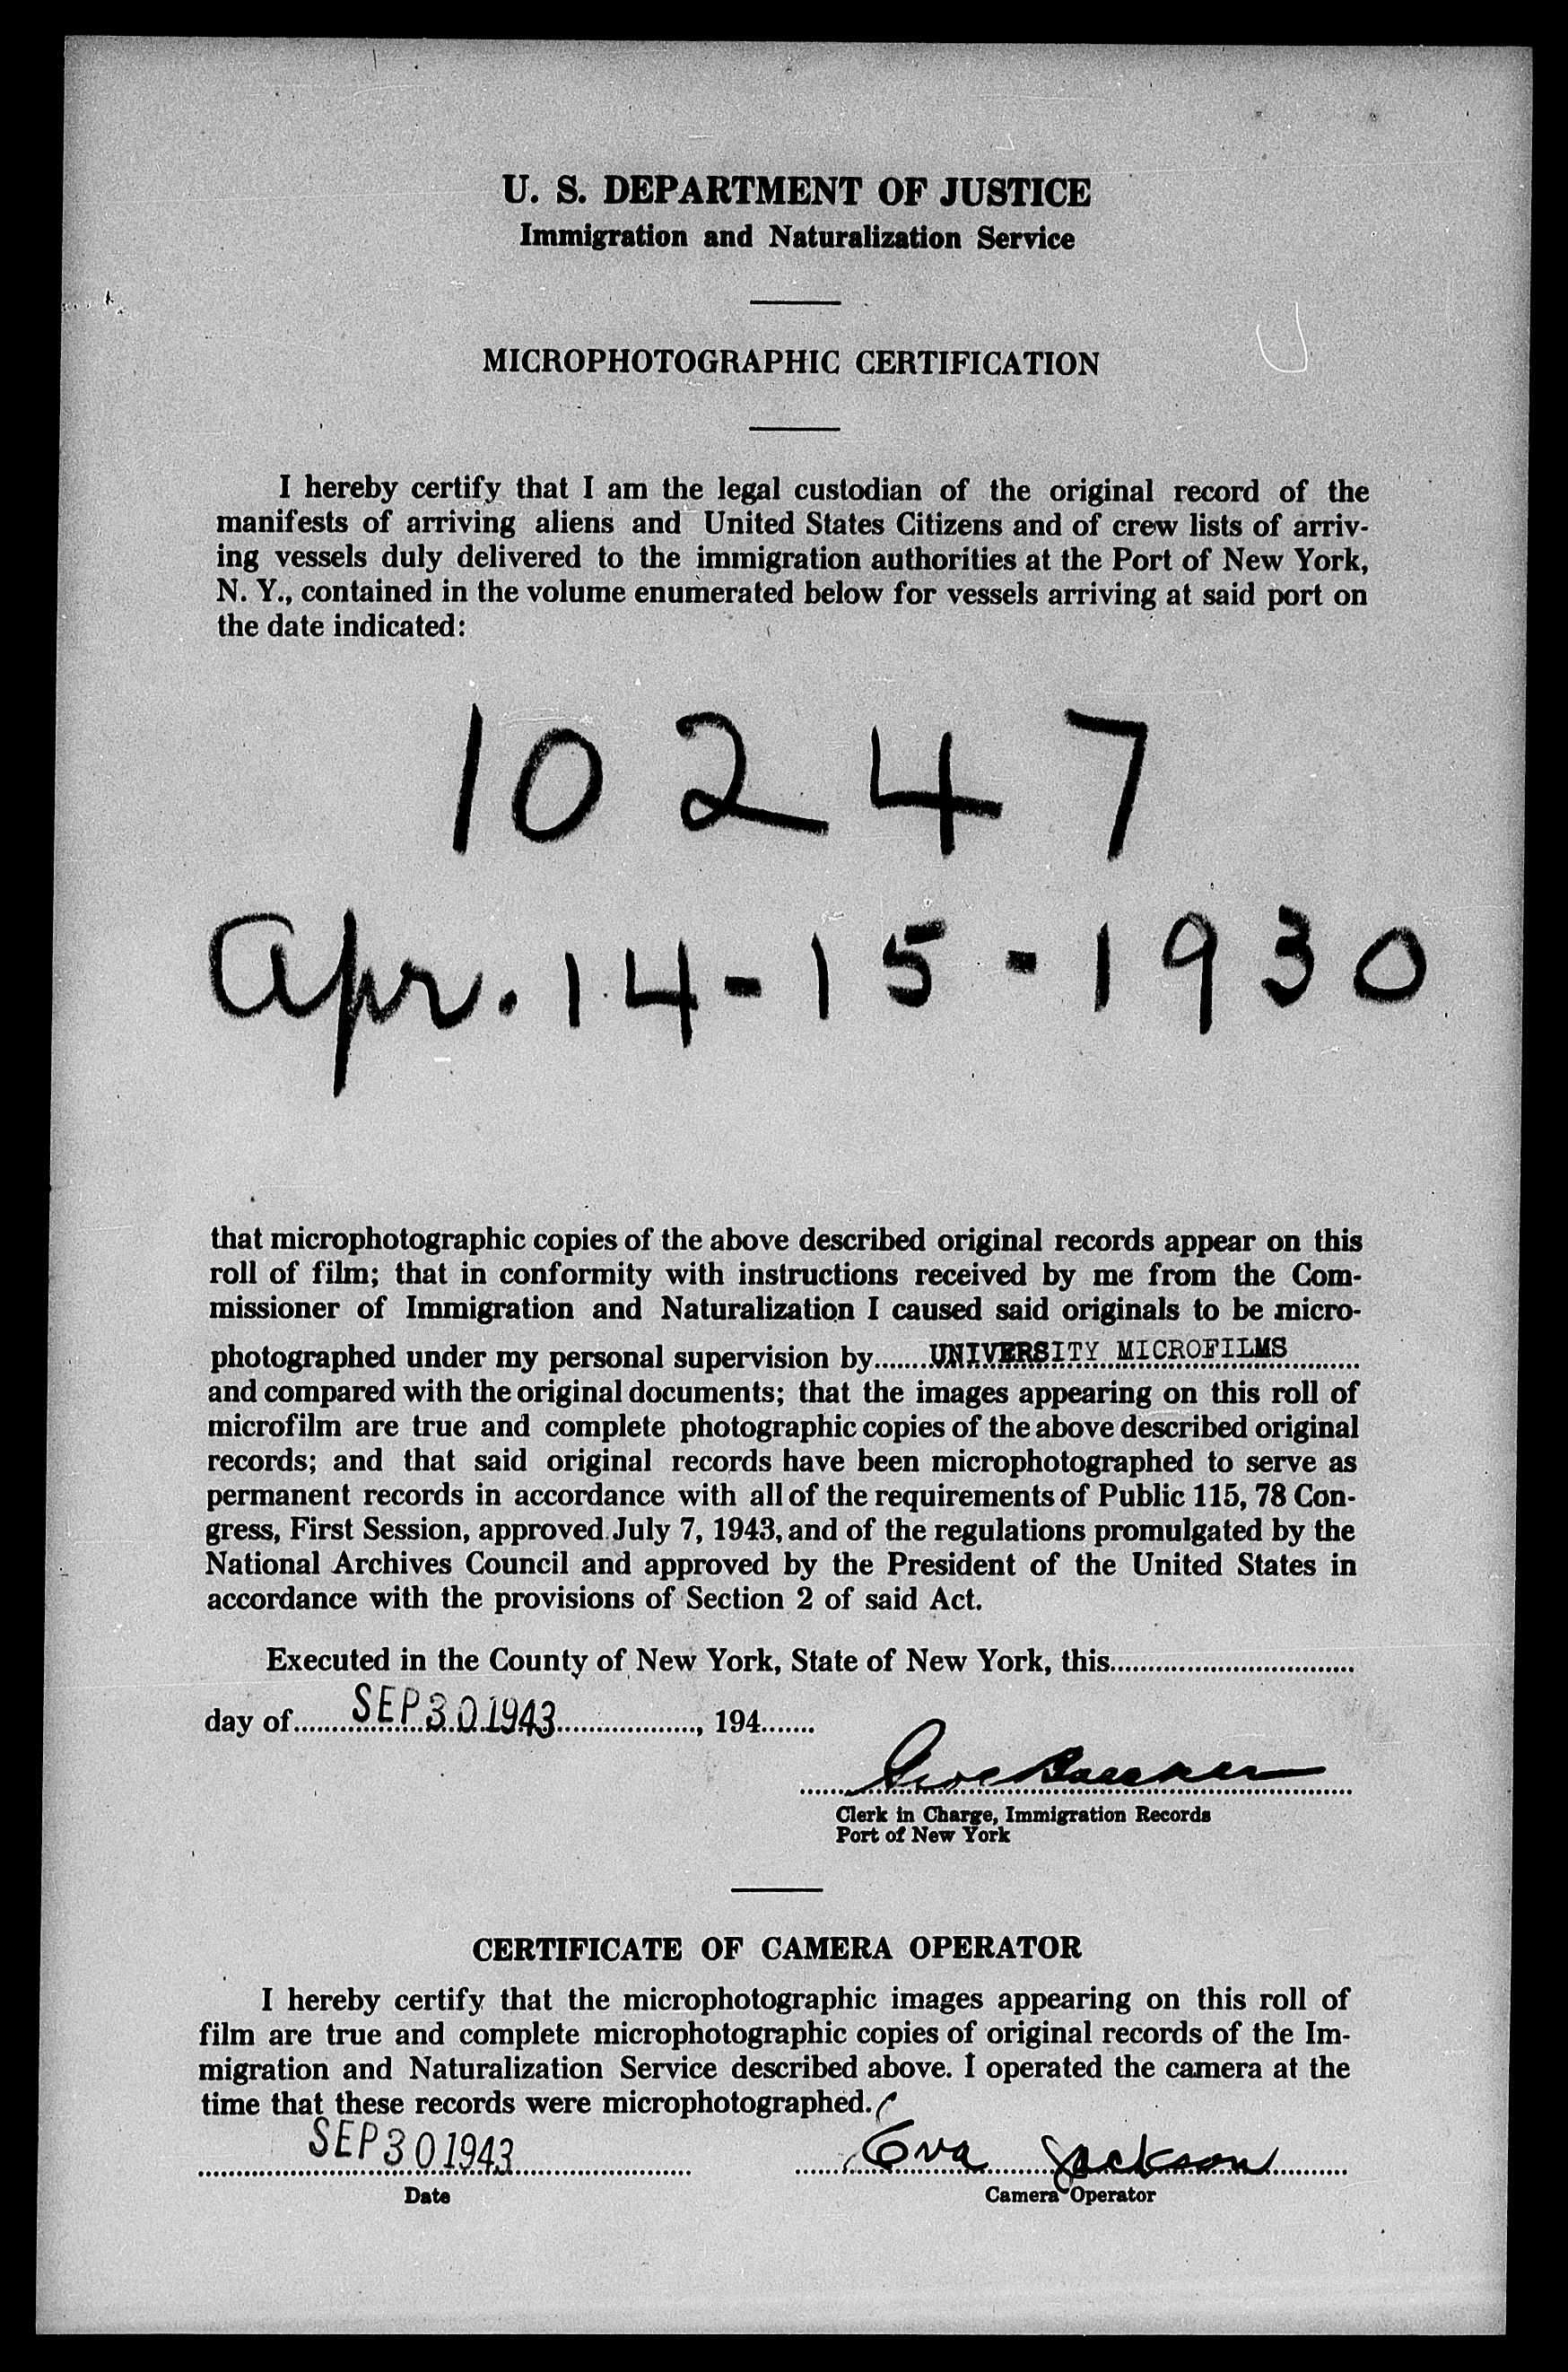 U. S. DEPARTMENT OF JUSTICE
Immigration and Naturalization Service
MICROPHOTOGRAPHIC CERTIFICATION
I hereby certify that I am the legal custodian of the original record of the
manifests of arriving aliens and United States Citizens and of crew lists of arriv-
ing vessels duly delivered to the immigration authorities at the Port of New York,
N. Y., contained in the volume enumerated below for vessels arriving at said port on
the date indicated:
10247
Apr. 14-15-1930
that microphotographic copies of the above described original records appear on this
roll of film; that in conformity with instructions received by me from the Com-
missioner of Immigration and Naturalization I caused said originals to be micro-
photographed under my personal supervision by UNIVERSITY MICROFILMS
and compared with the original documents; that the images appearing on this roll of
microfilm are true and complete photographic copies of the above described original
records; and that said original records have been microphotographed to serve as
permanent records in accordance with all of the requirements of Public 115, 78 Con-
gress, First Session, approved July 7, 1943, and of the regulations promulgated by the
National Archives Council and approved by the President of the United States in
accordance with the provisions of Section 2 of said Act.
Executed in the County of New York, State of New York, this
day of SEP 30 1943, 194
Clerk in Charge, Immigration Records
Port of New York
CERTIFICATE OF CAMERA OPERATOR
I hereby certify that the microphotographic images appearing on this roll of
film are true and complete microphotographic copies of original records of the Im-
migration and Naturalization Service described above. I operated the camera at the
time that these records were microphotographed.
SEP 30 1943 Eva Jackson
Date Camera Operator